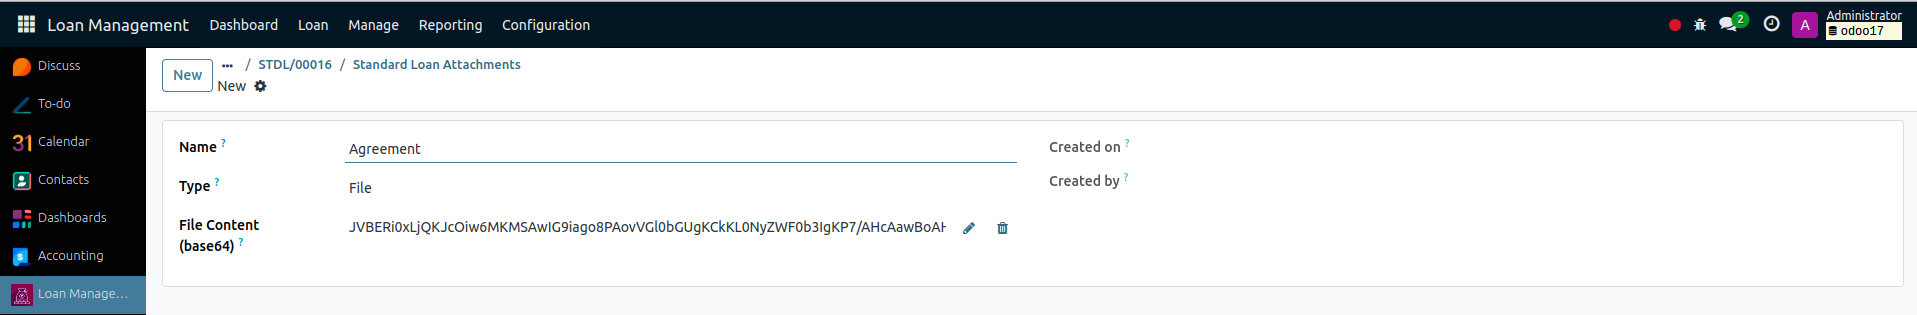 Loan Management Dashboard Loan Manage Reporting Configuration 2 A Administrator
odoo17
Discuss
To-do
31 Calendar
Contacts
Dashboards
$ Accounting
Loan Manage...
New ... / STDL/00016 / Standard Loan Attachments
New
Name ? Agreement
Type ? File
File Content
(base64) ? JVBERi0xLjQKJcOiw6MKMSAwIG9iago8PAovVGl0bGUgKCkKL0NyZWF0b3IgKP7/AHcAawBoAH
Created on ?
Created by ?